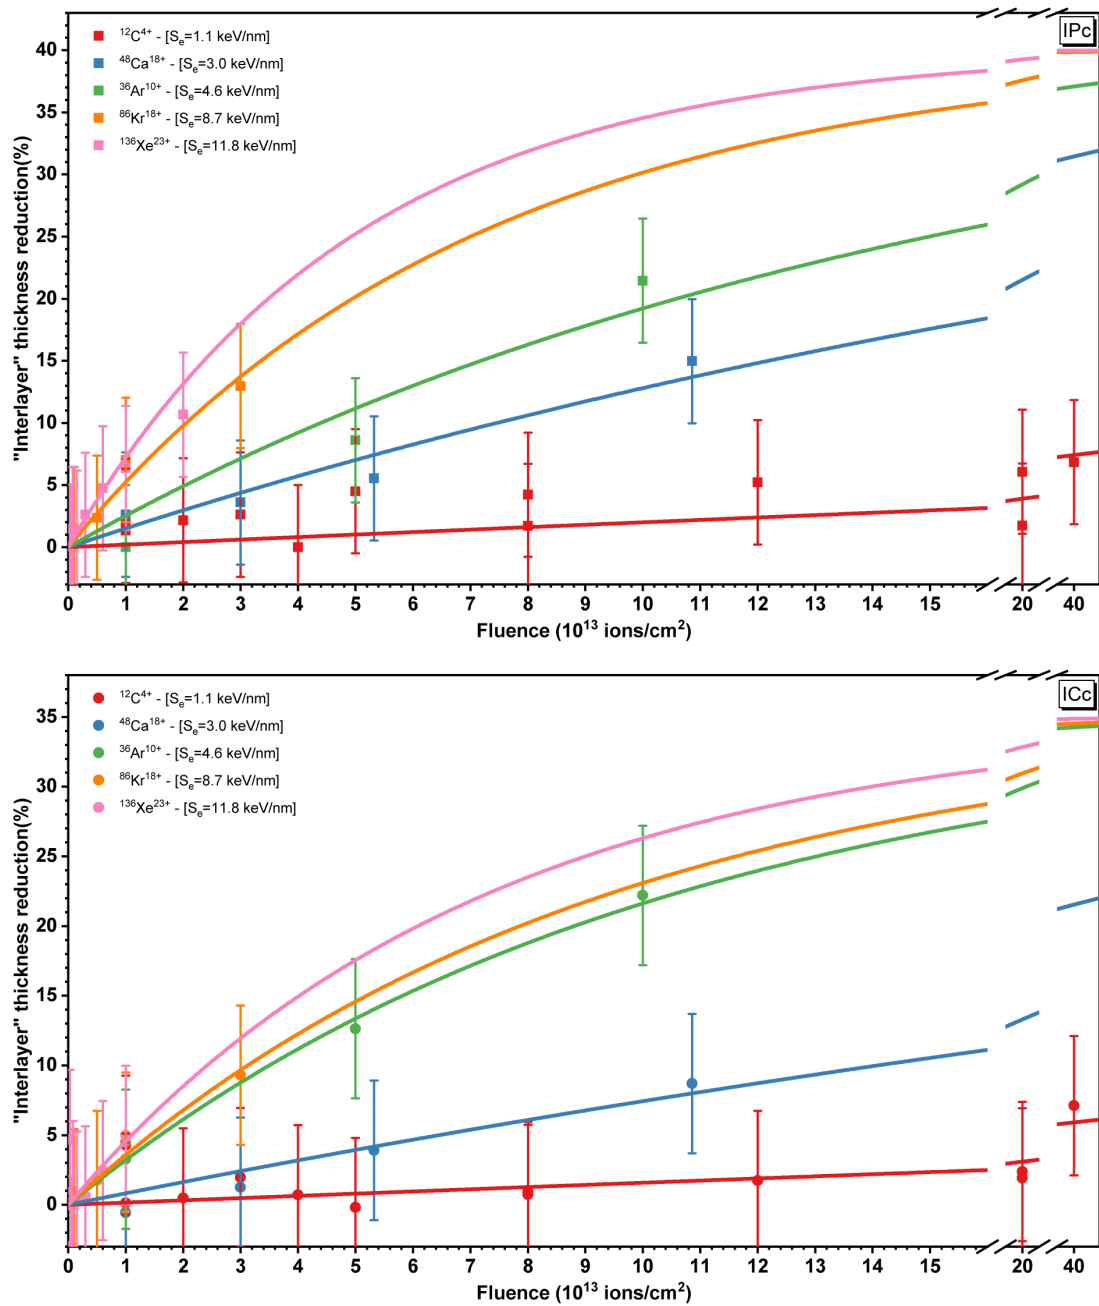 IPc
¹²C⁴⁺ - [Sₑ=1.1 keV/nm]
⁴⁸Ca¹⁸⁺ - [Sₑ=3.0 keV/nm]
³⁶Ar¹⁰⁺ - [Sₑ=4.6 keV/nm]
⁸⁶Kr¹⁸⁺ - [Sₑ=8.7 keV/nm]
¹³⁶Xe²³⁺ - [Sₑ=11.8 keV/nm]
"Interlayer" thickness reduction(%)
40
35
30
25
20
15
10
5
0
0 1 2 3 4 5 6 7 8 9 10 11 12 13 14 15 20 40
Fluence (10¹³ ions/cm²)
ICc
¹²C⁴⁺ - [Sₑ=1.1 keV/nm]
⁴⁸Ca¹⁸⁺ - [Sₑ=3.0 keV/nm]
³⁶Ar¹⁰⁺ - [Sₑ=4.6 keV/nm]
⁸⁶Kr¹⁸⁺ - [Sₑ=8.7 keV/nm]
¹³⁶Xe²³⁺ - [Sₑ=11.8 keV/nm]
"Interlayer" thickness reduction(%)
35
30
25
20
15
10
5
0
0 1 2 3 4 5 6 7 8 9 10 11 12 13 14 15 20 40
Fluence (10¹³ ions/cm²)